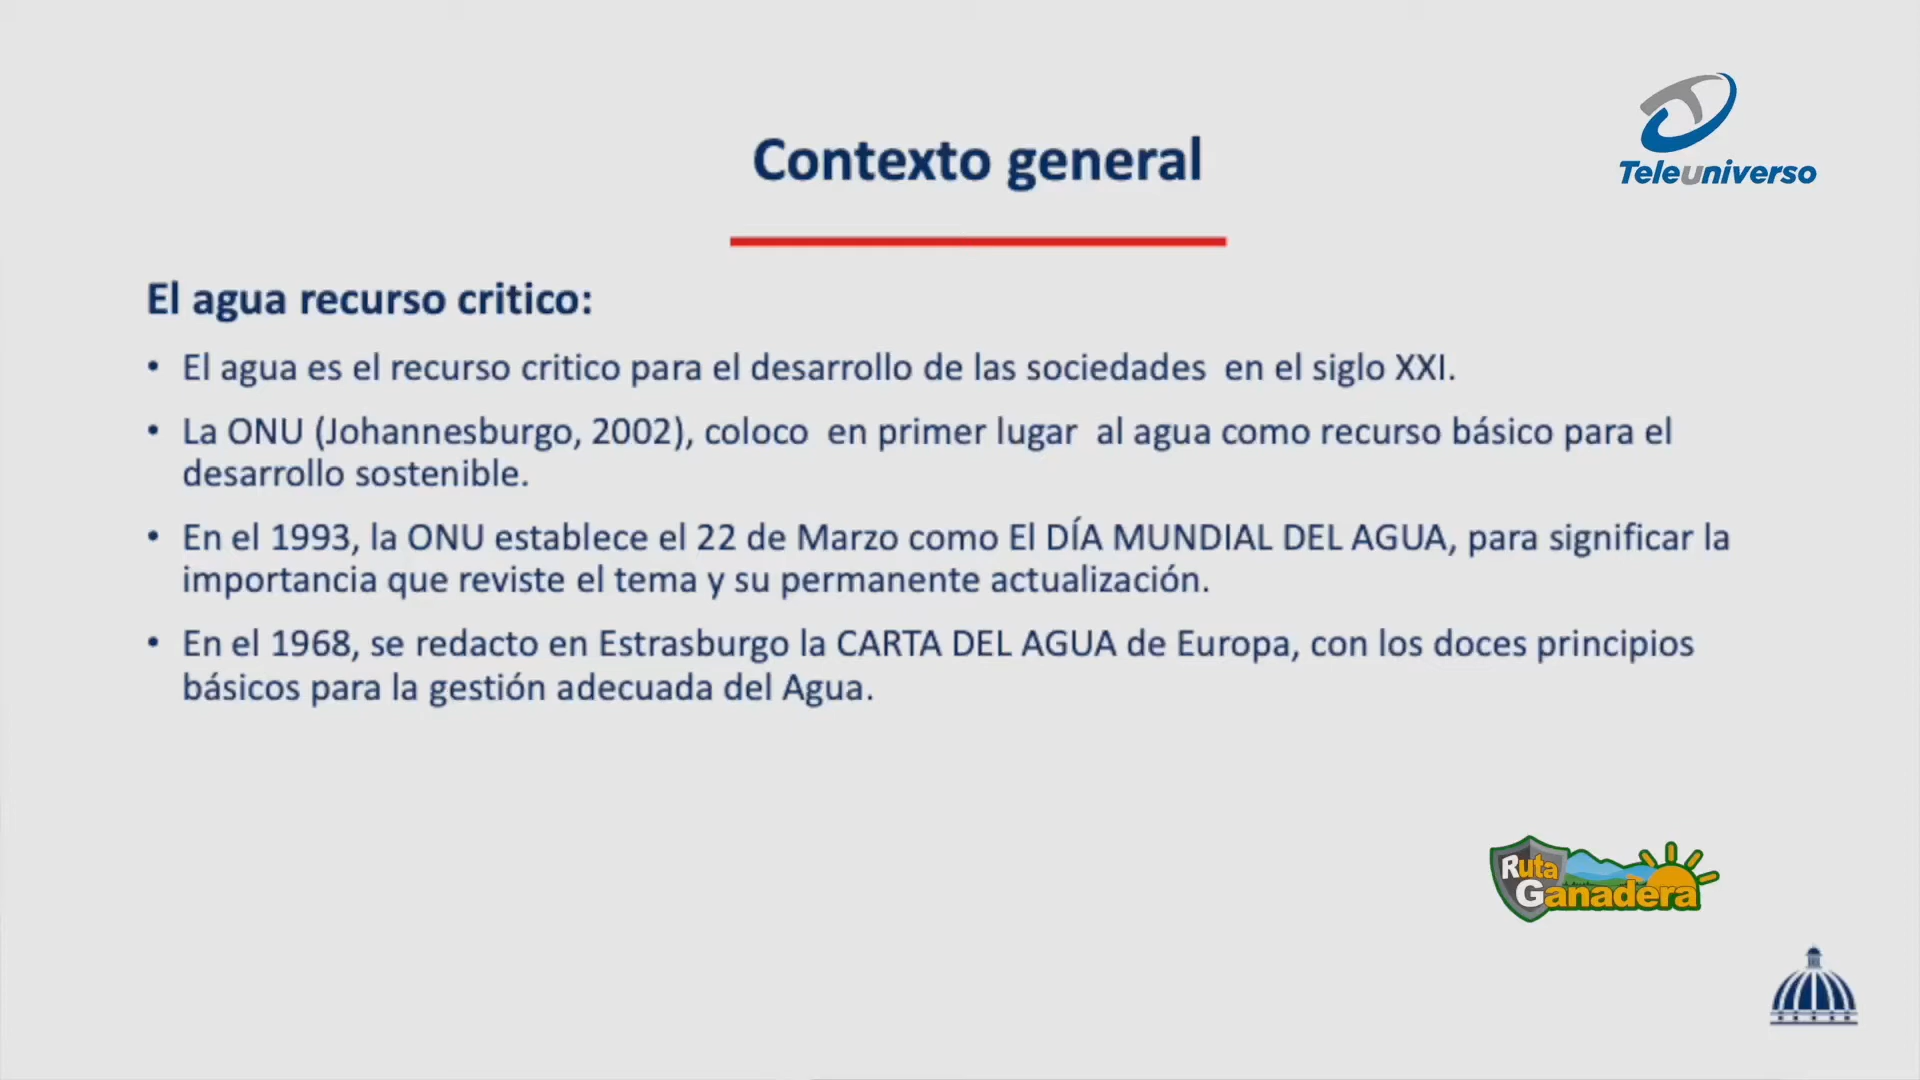 Contexto general
Teleuniverso
El agua recurso critico:
• El agua es el recurso critico para el desarrollo de las sociedades en el siglo XXI.
• La ONU (Johannesburgo, 2002), coloco en primer lugar al agua como recurso básico para el
desarrollo sostenible.
• En el 1993, la ONU establece el 22 de Marzo como El DÍA MUNDIAL DEL AGUA, para significar la
importancia que reviste el tema y su permanente actualización.
• En el 1968, se redacto en Estrasburgo la CARTA DEL AGUA de Europa, con los doces principios
básicos para la gestión adecuada del Agua.
Ruta
Ganadera